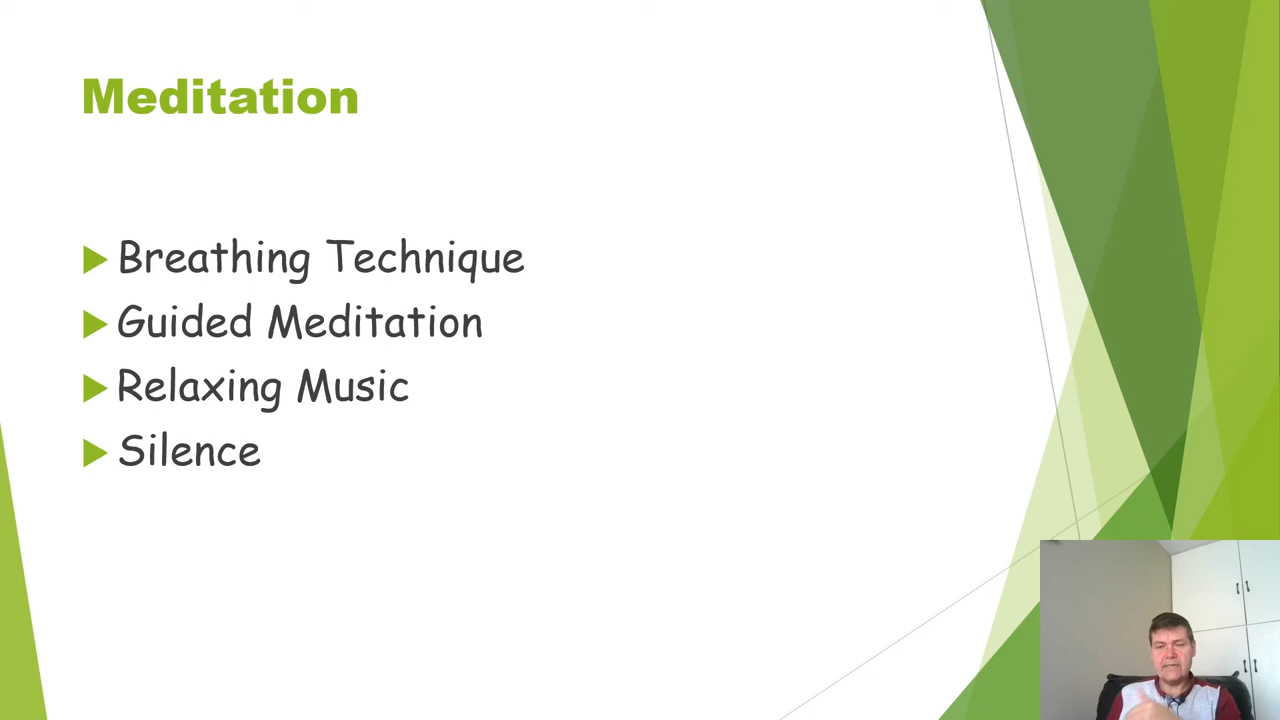 Meditation
Breathing Technique
Guided Meditation
Relaxing Music
Silence